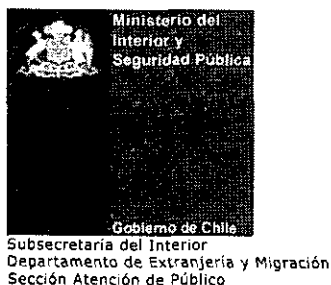 Ministerio del
Interior y
Seguridad Pública
Gobierno de Chile
Subsecretaría del Interior
Departamento de Extranjería y Migración
Sección Atención de Público